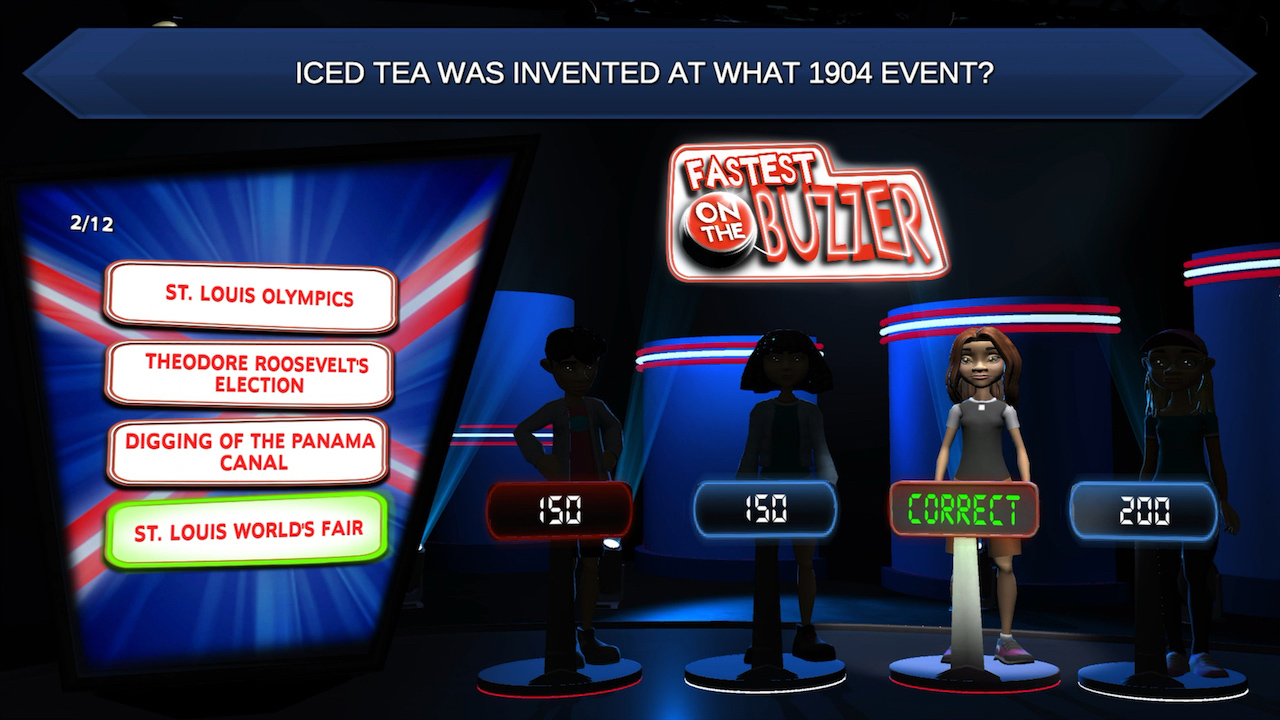 ICED TEA WAS INVENTED AT WHAT 1904 EVENT?
FASTEST
ON
THE
BUZZER
2/12
ST. LOUIS OLYMPICS
THEODORE ROOSEVELT'S
ELECTION
DIGGING OF THE PANAMA
CANAL
ST. LOUIS WORLD'S FAIR
150
150
CORRECT
200